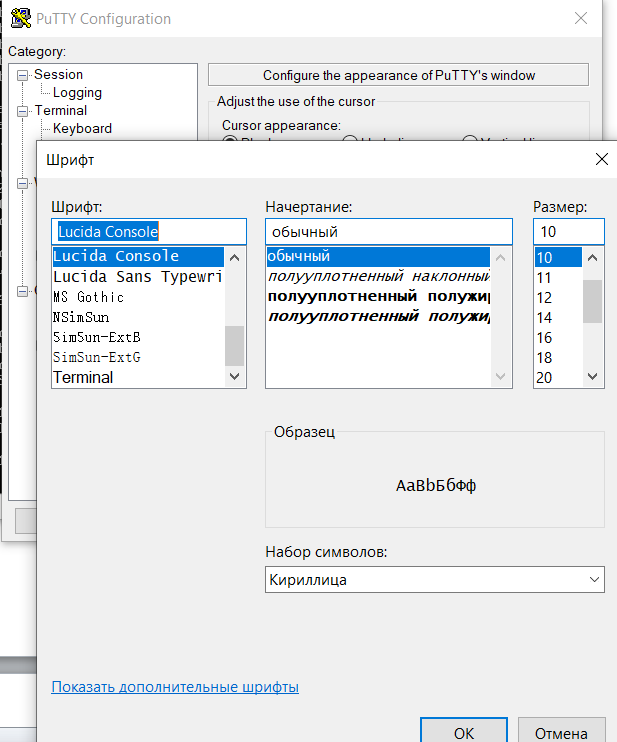 PuTTY Configuration
Category:
Session
Logging
Terminal
Keyboard
Configure the appearance of PuTTY's window
Adjust the use of the cursor
Cursor appearance:
Шрифт
Шрифт:
Lucida Console
Lucida Console
Lucida Sans Typewri
MS Gothic
NSimSun
SimSun-ExtB
SimSun-ExtG
Terminal
Начертание:
обычный
обычный
полууплотненный наклонный
полууплотненный полужир
полууплотненный полужир
Размер:
10
10
11
12
14
16
18
20
Образец
AaBbБбФф
Набор символов:
Кириллица
Показать дополнительные шрифты
ОК
Отмена